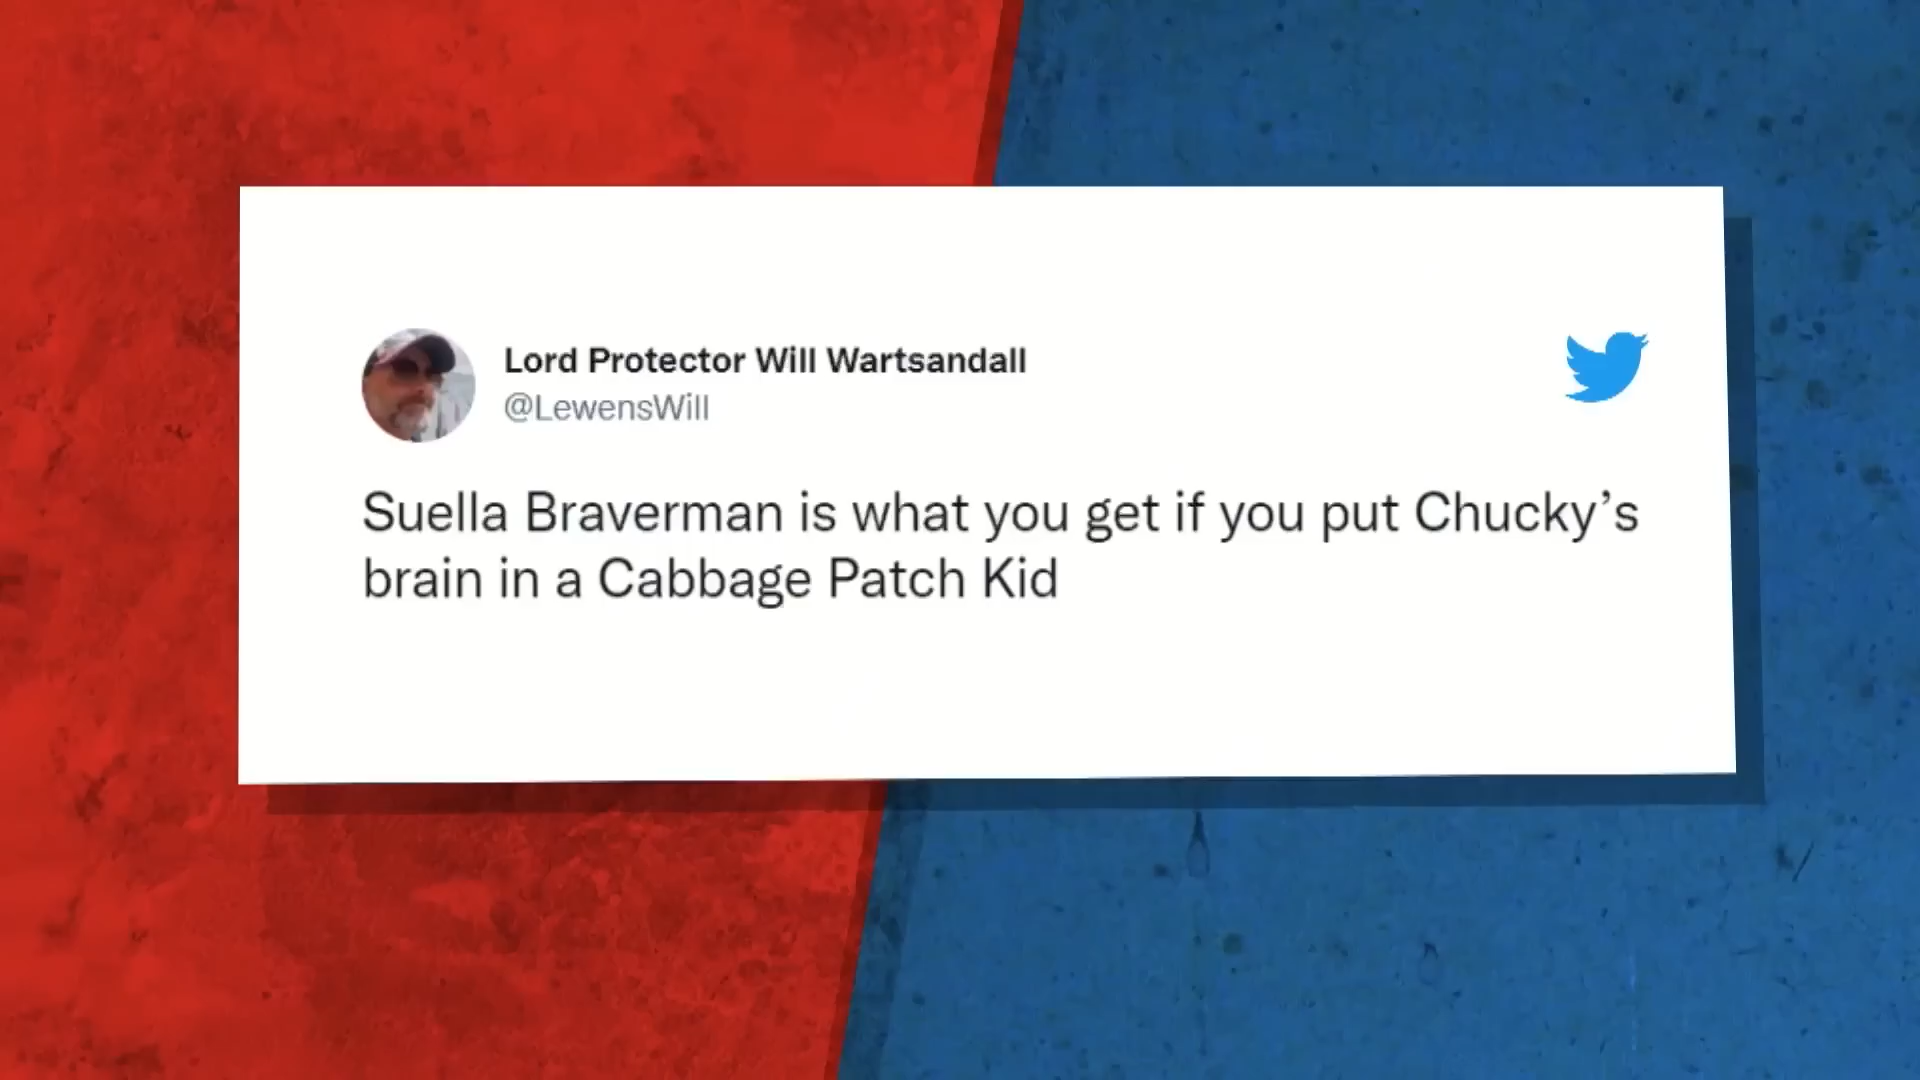 Lord Protector Will Wartsandall
@LewensWill
Suella Braverman is what you get if you put Chucky’s
brain in a Cabbage Patch Kid